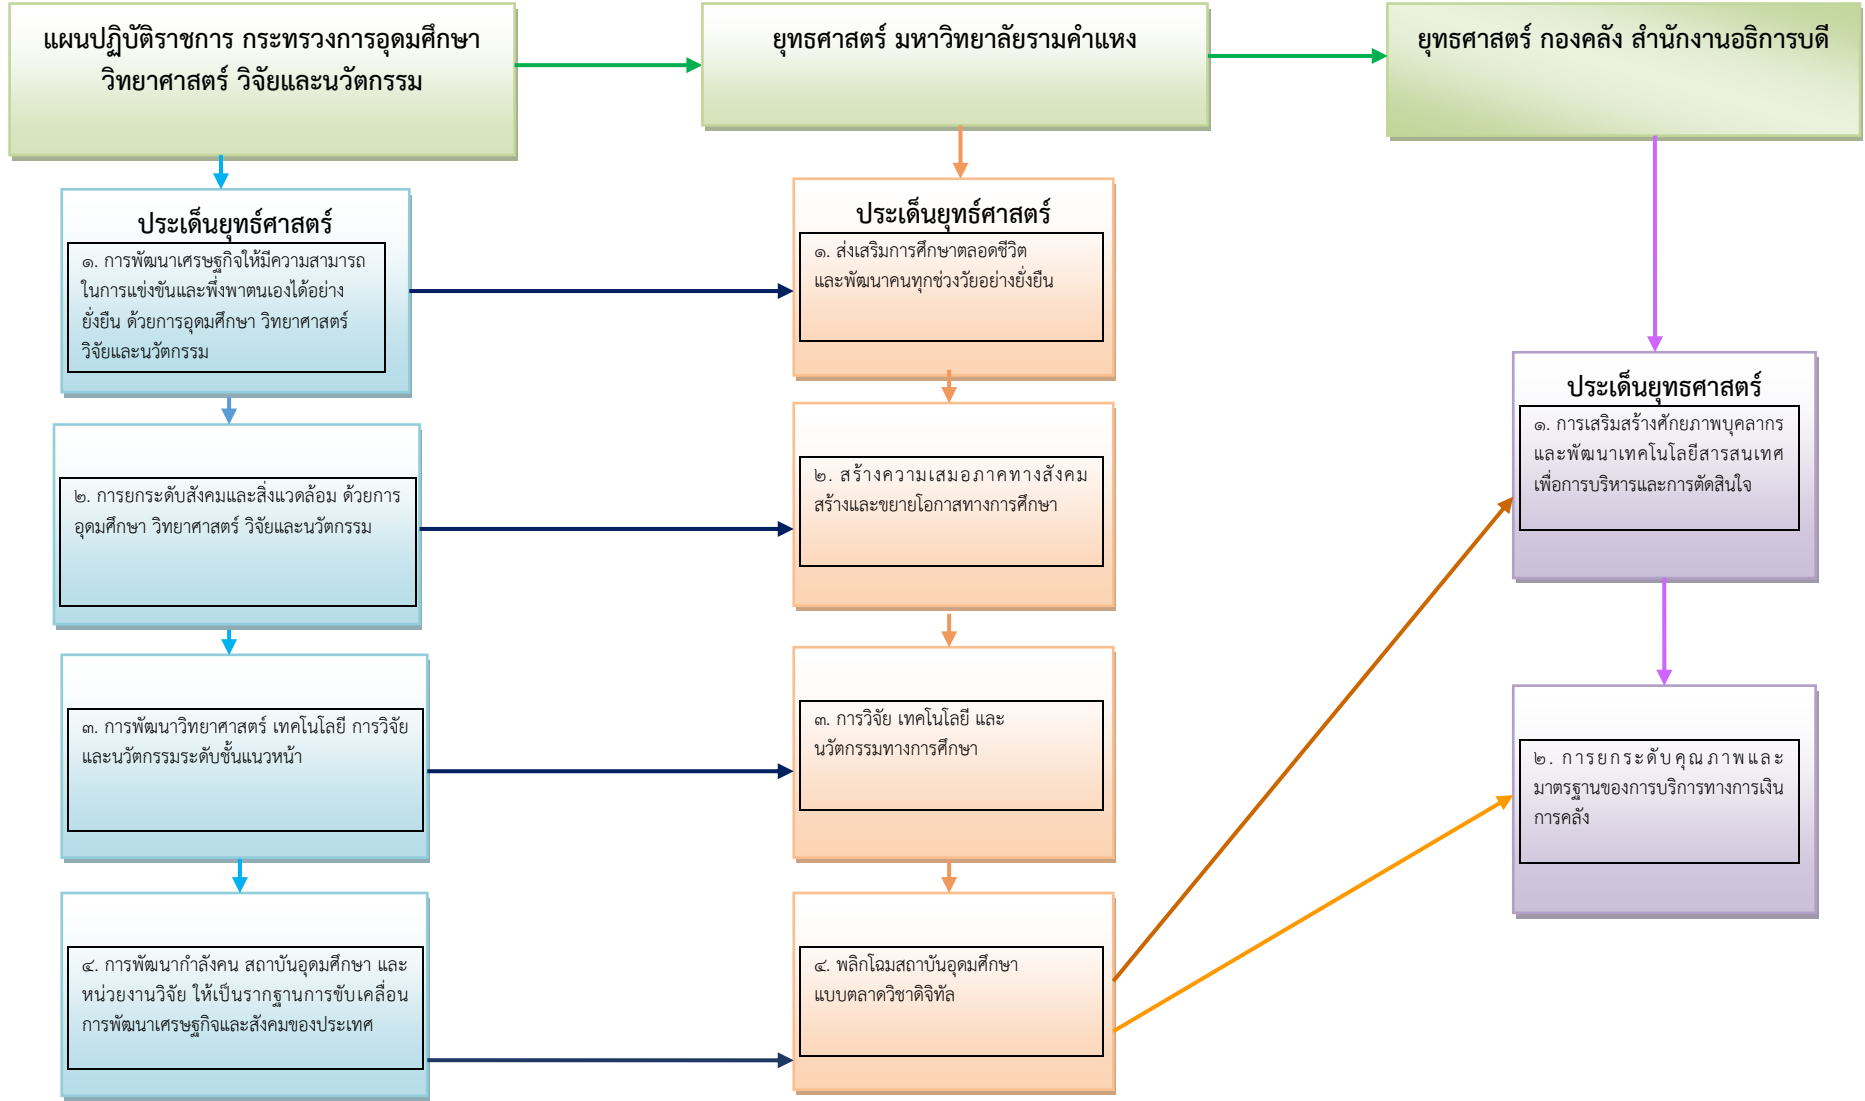 แผนปฏิบัติราชการ กระทรวงการอุดมศึกษา
วิทยาศาสตร์ วิจัยและนวัตกรรม
ยุทธศาสตร์ มหาวิทยาลัยรามคำแหง
ยุทธศาสตร์ กองคลัง สำนักงานอธิการบดี
ประเด็นยุทธ์ศาสตร์
๑. การพัฒนาเศรษฐกิจให้มีความสามารถ
ในการแข่งขันและพึ่งพาตนเองได้อย่าง
ยั่งยืน ด้วยการอุดมศึกษา วิทยาศาสตร์
วิจัยและนวัตกรรม
๒. การยกระดับสังคมและสิ่งแวดล้อม ด้วยการ
อุดมศึกษา วิทยาศาสตร์ วิจัยและนวัตกรรม
๓. การพัฒนาวิทยาศาสตร์ เทคโนโลยี การวิจัย
และนวัตกรรมระดับชั้นแนวหน้า
๔. การพัฒนากำลังคน สถาบันอุดมศึกษา และ
หน่วยงานวิจัย ให้เป็นรากฐานการขับเคลื่อน
การพัฒนาเศรษฐกิจและสังคมของประเทศ
ประเด็นยุทธ์ศาสตร์
๑. ส่งเสริมการศึกษาตลอดชีวิต
และพัฒนาคนทุกช่วงวัยอย่างยั่งยืน
๒. สร้างความเสมอภาคทางสังคม
สร้างและขยายโอกาสทางการศึกษา
๓. การวิจัย เทคโนโลยี และ
นวัตกรรมทางการศึกษา
๔. พลิกโฉมสถาบันอุดมศึกษา
แบบตลาดวิชาดิจิทัล
ประเด็นยุทธศาสตร์
๑. การเสริมสร้างศักยภาพบุคลากร
และพัฒนาเทคโนโลยีสารสนเทศ
เพื่อการบริหารและการตัดสินใจ
๒. การยกระดับคุณภาพและ
มาตรฐานของการบริการทางการเงิน
การคลัง